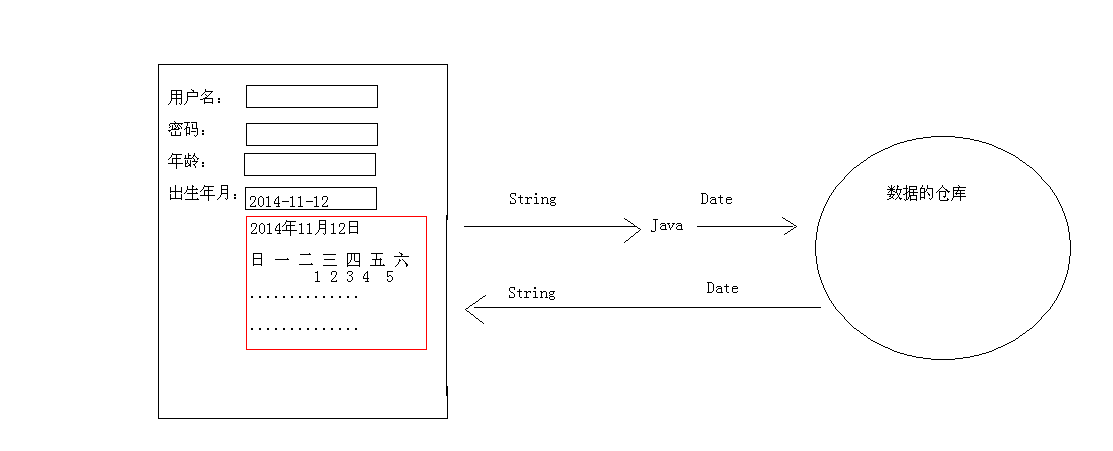 用户名：
密码：
年龄：
出生年月：
2014-11-12
2014年11月12日
日 一 二 三 四 五 六
1 2 3 4 5
..............
..............
String
Java
Date
String
Date
数据的仓库